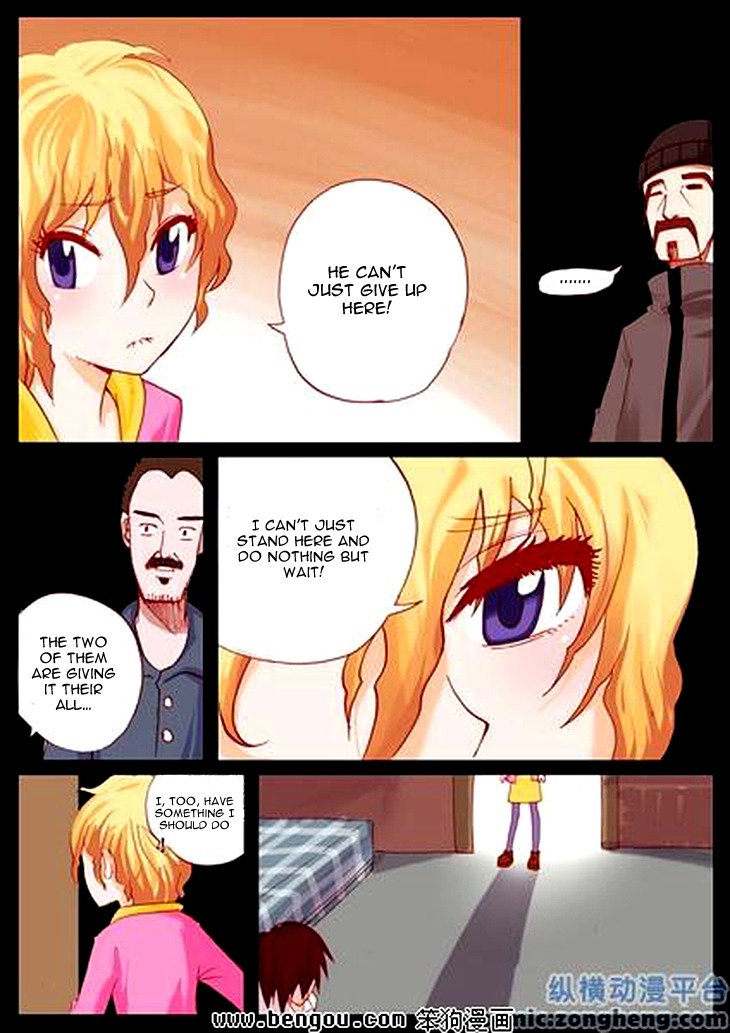 HE CAN'T
JUST GIVE UP
HERE!
.......
I CAN'T JUST
STAND HERE AND
DO NOTHING BUT
WAIT!
THE TWO
OF THEM
ARE GIVING
IT THEIR
ALL...
I, TOO, HAVE
SOMETHING I
SHOULD DO
!
纵横动漫平台
www.bengou.com 笨狗漫画
mic.zongheng.com